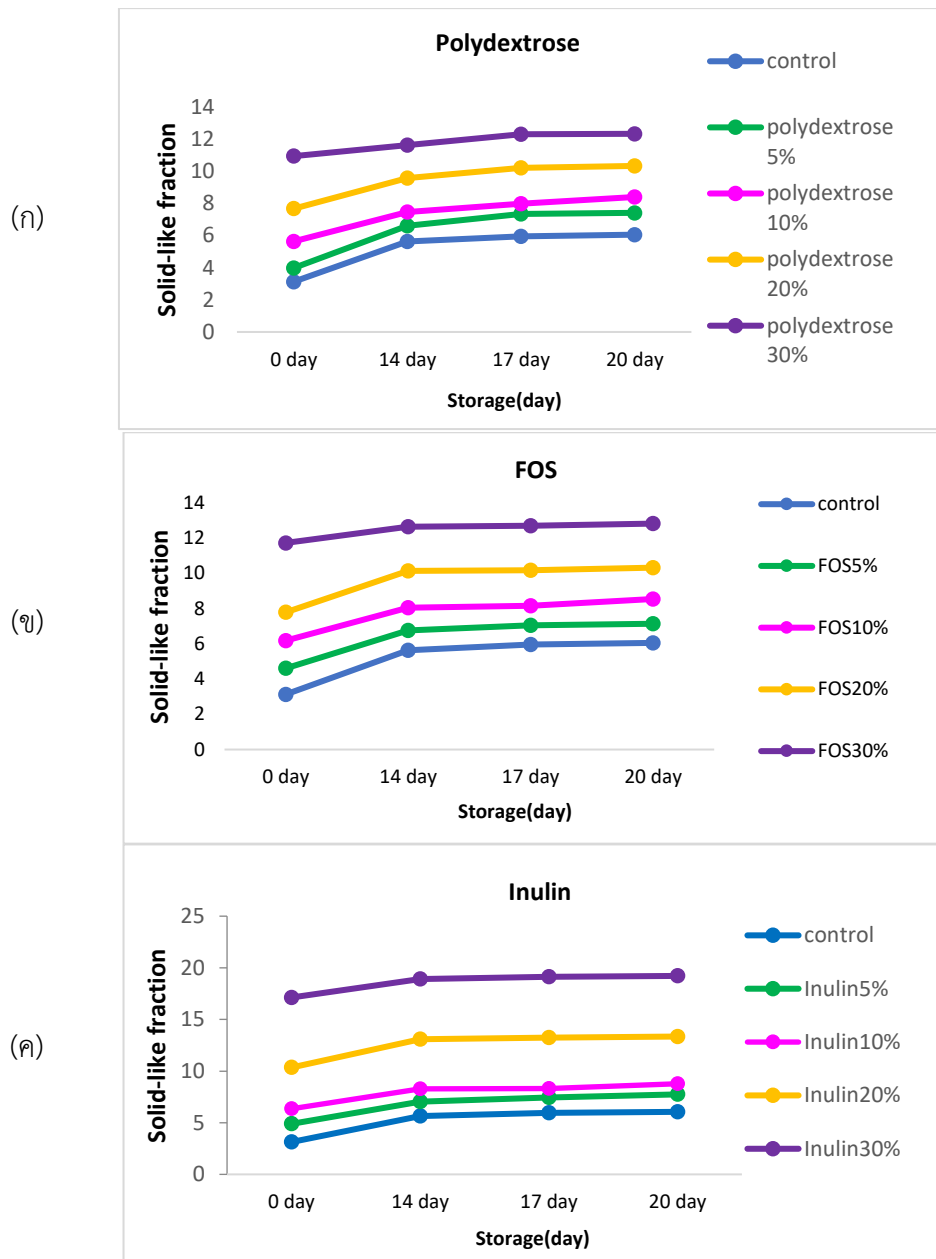 (ก)
Polydextrose
Solid-like fraction
14
12
10
8
6
4
2
0
0 day 14 day 17 day 20 day
Storage(day)
control
polydextrose
5%
polydextrose
10%
polydextrose
20%
polydextrose
30%
(ข)
FOS
Solid-like fraction
14
12
10
8
6
4
2
0
0 day 14 day 17 day 20 day
Storage(day)
control
FOS5%
FOS10%
FOS20%
FOS30%
(ค)
Inulin
Solid-like fraction
25
20
15
10
5
0
0 day 14 day 17 day 20 day
Storage(day)
control
Inulin5%
Inulin10%
Inulin20%
Inulin30%